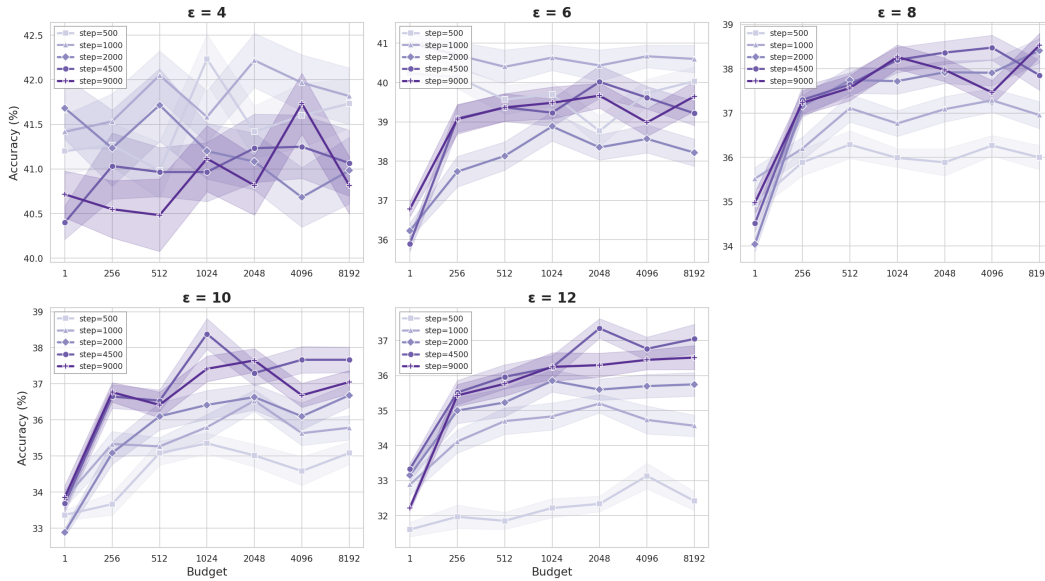 ε = 4
42.5
42.0
41.5
41.0
40.5
40.0
Accuracy (%)
step=500
step=1000
step=2000
step=4500
step=9000
1 256 512 1024 2048 4096 8192
ε = 6
41
40
39
38
37
36
step=500
step=1000
step=2000
step=4500
step=9000
1 256 512 1024 2048 4096 8192
ε = 8
39
38
37
36
35
34
step=500
step=1000
step=2000
step=4500
step=9000
1 256 512 1024 2048 4096 819
ε = 10
39
38
37
36
35
34
33
Accuracy (%)
step=500
step=1000
step=2000
step=4500
step=9000
1 256 512 1024 2048 4096 8192
Budget
ε = 12
37
36
35
34
33
32
step=500
step=1000
step=2000
step=4500
step=9000
1 256 512 1024 2048 4096 8192
Budget